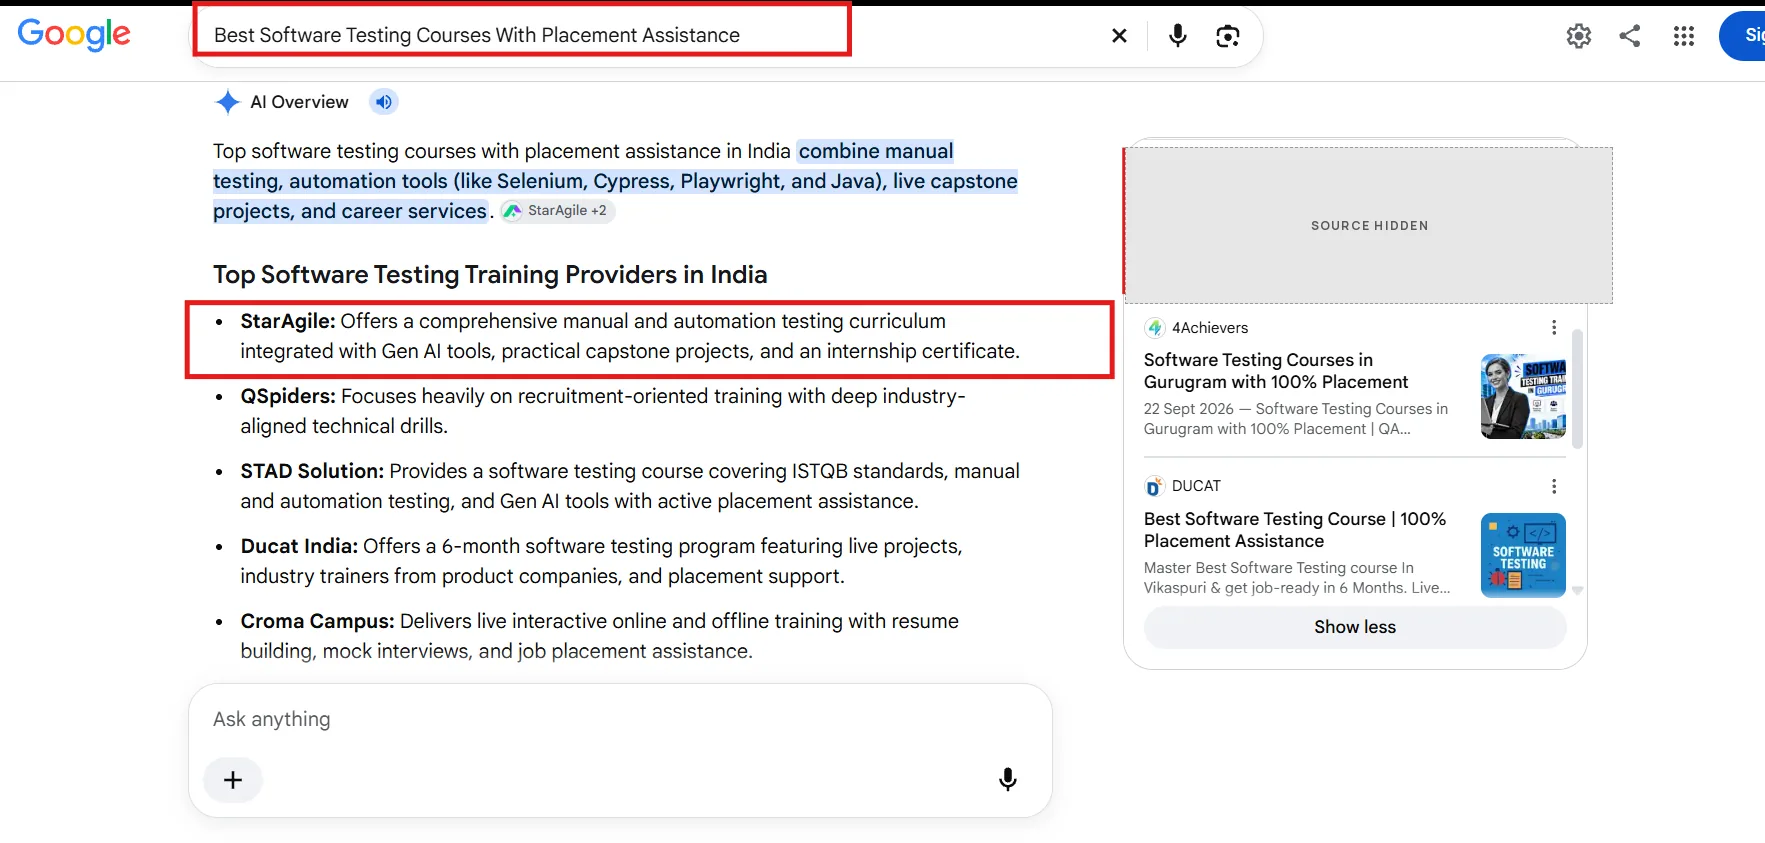 Google
Best Software Testing Courses With Placement Assistance
AI Overview
Top software testing courses with placement assistance in India combine manual
testing, automation tools (like Selenium, Cypress, Playwright, and Java), live capstone
projects, and career services. StarAgile +2
Top Software Testing Training Providers in India
• StarAgile: Offers a comprehensive manual and automation testing curriculum
integrated with Gen AI tools, practical capstone projects, and an internship certificate.
• QSpiders: Focuses heavily on recruitment-oriented training with deep industry-
aligned technical drills.
• STAD Solution: Provides a software testing course covering ISTQB standards, manual
and automation testing, and Gen AI tools with active placement assistance.
• Ducat India: Offers a 6-month software testing program featuring live projects,
industry trainers from product companies, and placement support.
• Croma Campus: Delivers live interactive online and offline training with resume
building, mock interviews, and job placement assistance.
Ask anything
SOURCE HIDDEN
4Achievers
Software Testing Courses in
Gurugram with 100% Placement
22 Sept 2026 — Software Testing Courses in
Gurugram with 100% Placement | QA...
SOFTWA
TESTING TRAI
IN GURUGR
DUCAT
Best Software Testing Course | 100%
Placement Assistance
Master Best Software Testing course In
Vikaspuri & get job-ready in 6 Months. Live...
SOFTWARE
TESTING
Show less